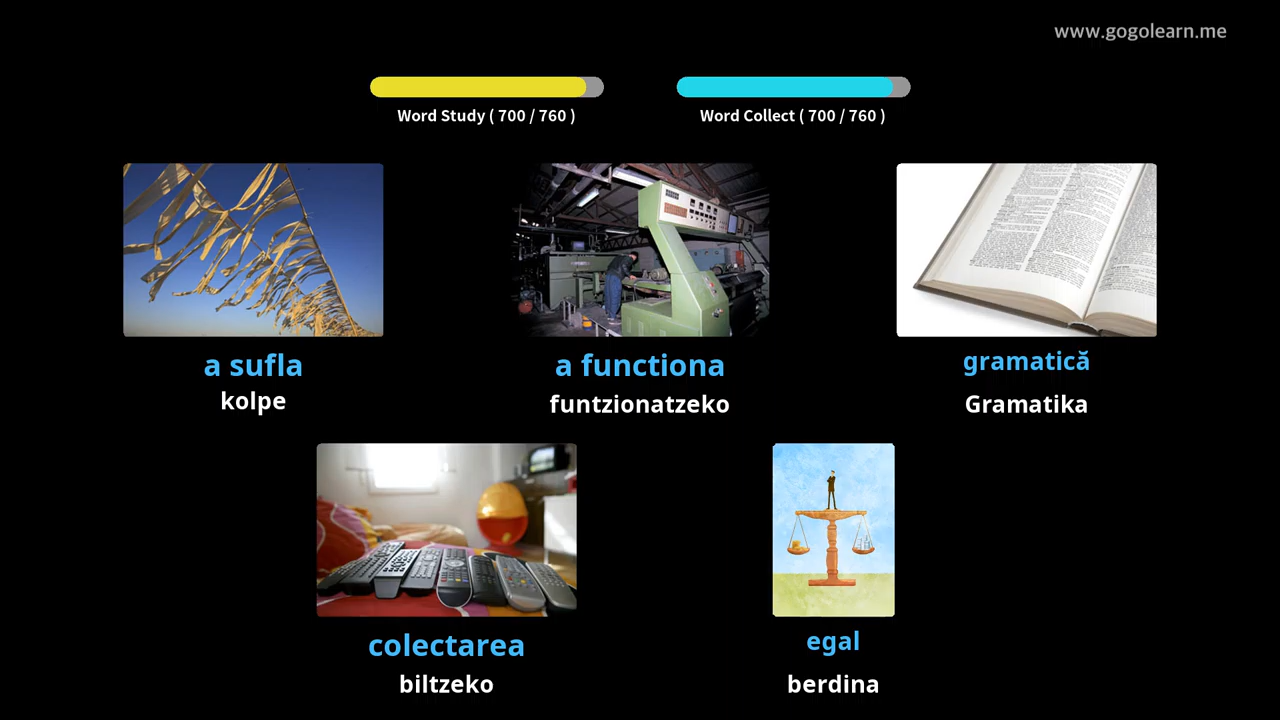 www.gogolearn.me
Word Study ( 700 / 760 )
Word Collect ( 700 / 760 )
a sufla
kolpe
a functiona
funtzionatzeko
gramatică
Gramatika
colectarea
biltzeko
egal
berdina